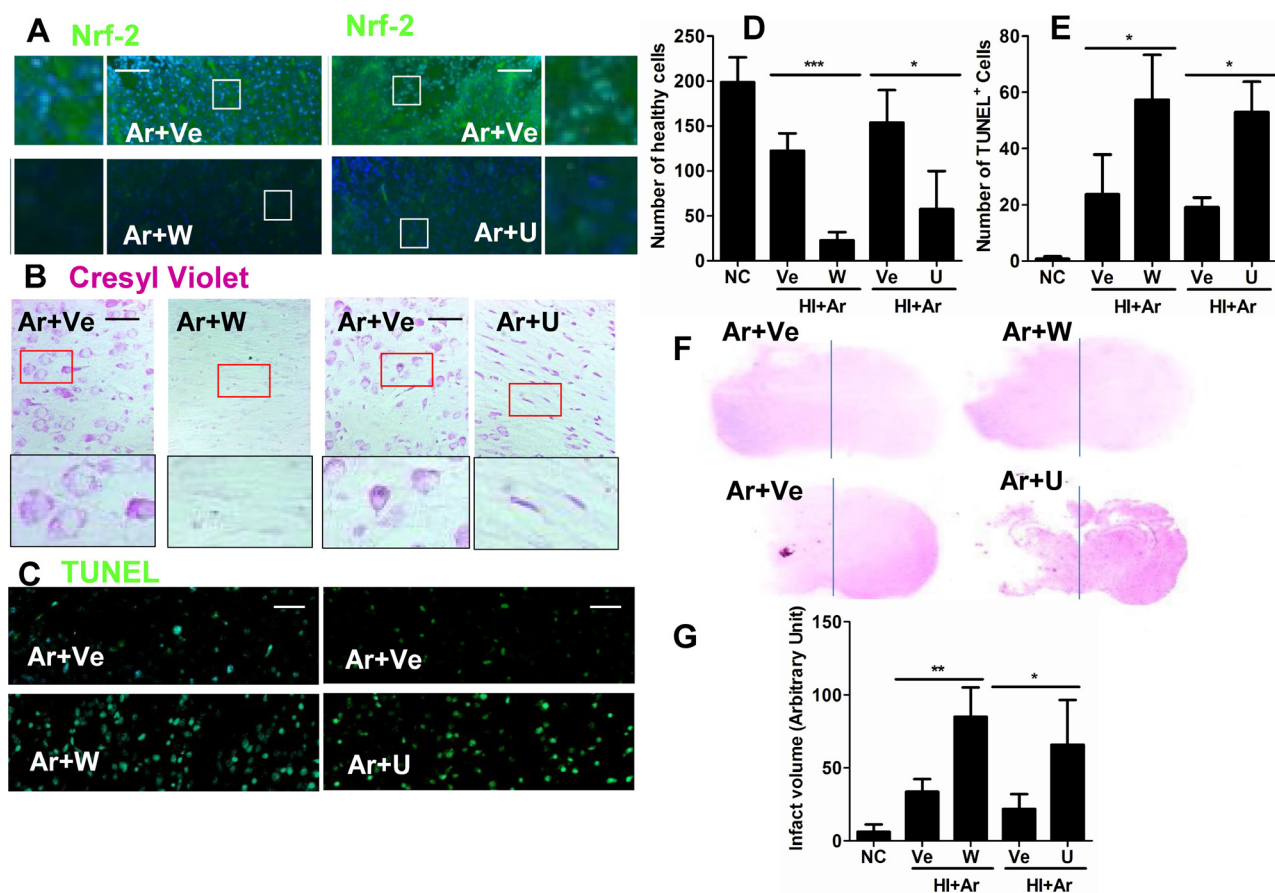 A
Nrf-2
Nrf-2
Ar+Ve
Ar+Ve
Ar+W
Ar+U
B
Cresyl Violet
Ar+Ve
Ar+W
Ar+Ve
Ar+U
C
TUNEL
Ar+Ve
Ar+Ve
Ar+W
Ar+U
D
Number of healthy cells
250
200
150
100
50
0
***
*
NC
Ve
W
Ve
U
HI+Ar
HI+Ar
E
Number of TUNEL+ Cells
80
60
40
20
0
*
*
NC
Ve
W
Ve
U
HI+Ar
HI+Ar
F
Ar+Ve
Ar+W
Ar+Ve
Ar+U
G
Infact volume (Arbitrary Unit)
150
100
50
0
**
*
NC
Ve
W
Ve
U
HI+Ar
HI+Ar